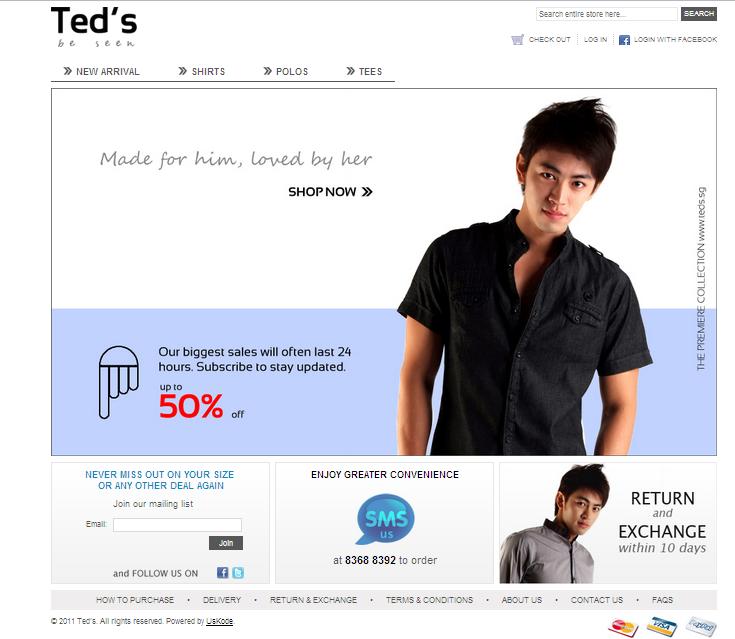 Ted's
be seen
Search entire store here...
SEARCH
CHECK OUT
LOG IN
LOGIN WITH FACEBOOK
NEW ARRIVAL
SHIRTS
POLOS
TEES
Made for him, loved by her
SHOP NOW
THE PREMIERE COLLECTION www.teds.sg
Our biggest sales will often last 24
hours. Subscribe to stay updated.
up to
50% off
NEVER MISS OUT ON YOUR SIZE
OR ANY OTHER DEAL AGAIN
Join our mailing list
Email:
Join
and FOLLOW US ON
ENJOY GREATER CONVENIENCE
SMS
us
at 8368 8392 to order
RETURN
and
EXCHANGE
within 10 days
HOW TO PURCHASE • DELIVERY • RETURN & EXCHANGE • TERMS & CONDITIONS • ABOUT US • CONTACT US • FAQS
© 2011 Ted's. All rights reserved. Powered by UsKode.
MasterCard
VISA
PayPal